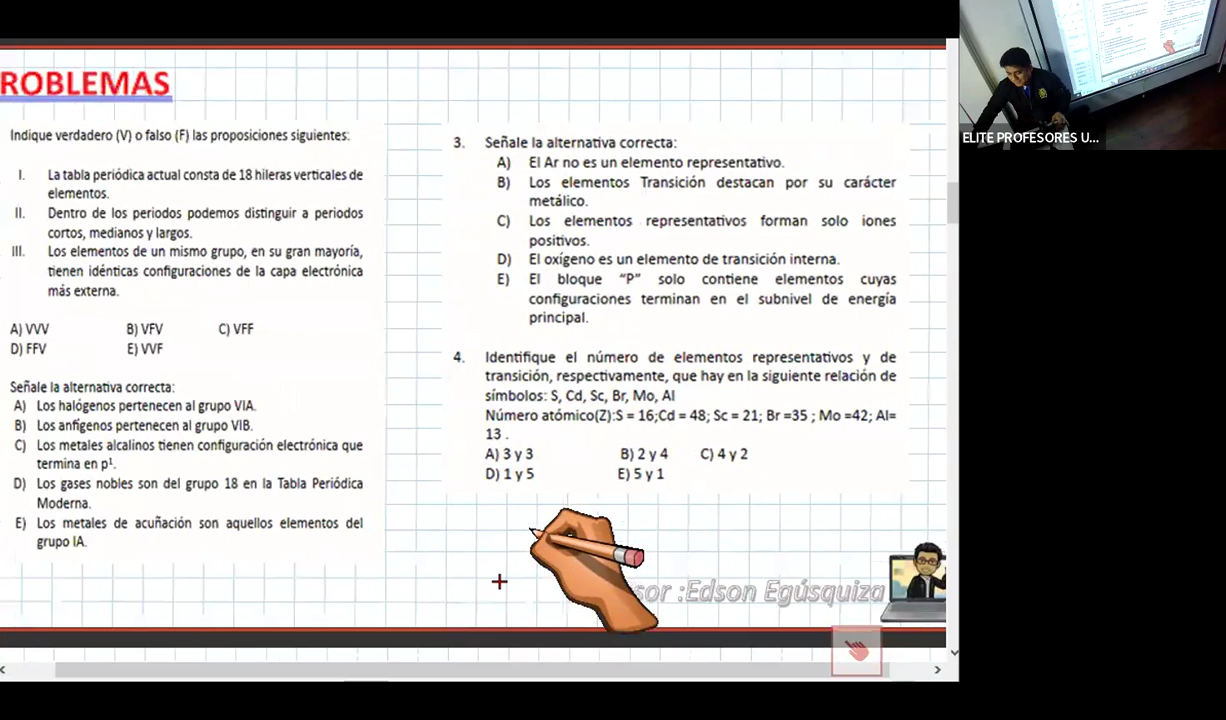 ROBLEMAS
Indique verdadero (V) o falso (F) las proposiciones siguientes:
I. La tabla periódica actual consta de 18 hileras verticales de
elementos.
II. Dentro de los periodos podemos distinguir a periodos
cortos, medianos y largos.
III. Los elementos de un mismo grupo, en su gran mayoría,
tienen idénticas configuraciones de la capa electrónica
más externa.
A) VVV B) VFV C) VFF
D) FFV E) VVF
Señale la alternativa correcta:
A) Los halógenos pertenecen al grupo VIA.
B) Los anfígenos pertenecen al grupo VIB.
C) Los metales alcalinos tienen configuración electrónica que
termina en p¹.
D) Los gases nobles son del grupo 18 en la Tabla Periódica
Moderna.
E) Los metales de acuñación son aquellos elementos del
grupo IA.
3. Señale la alternativa correcta:
A) El Ar no es un elemento representativo.
B) Los elementos Transición destacan por su carácter
metálico.
C) Los elementos representativos forman solo iones
positivos.
D) El oxígeno es un elemento de transición interna.
E) El bloque “P” solo contiene elementos cuyas
configuraciones terminan en el subnivel de energía
principal.
4. Identifique el número de elementos representativos y de
transición, respectivamente, que hay en la siguiente relación de
símbolos: S, Cd, Sc, Br, Mo, Al
Número atómico(Z):S = 16;Cd = 48; Sc = 21; Br =35 ; Mo =42; Al=
13 .
A) 3 y 3 B) 2 y 4 C) 4 y 2
D) 1 y 5 E) 5 y 1
sor :Edson Egúsquiza
ELITE PROFESORES U...